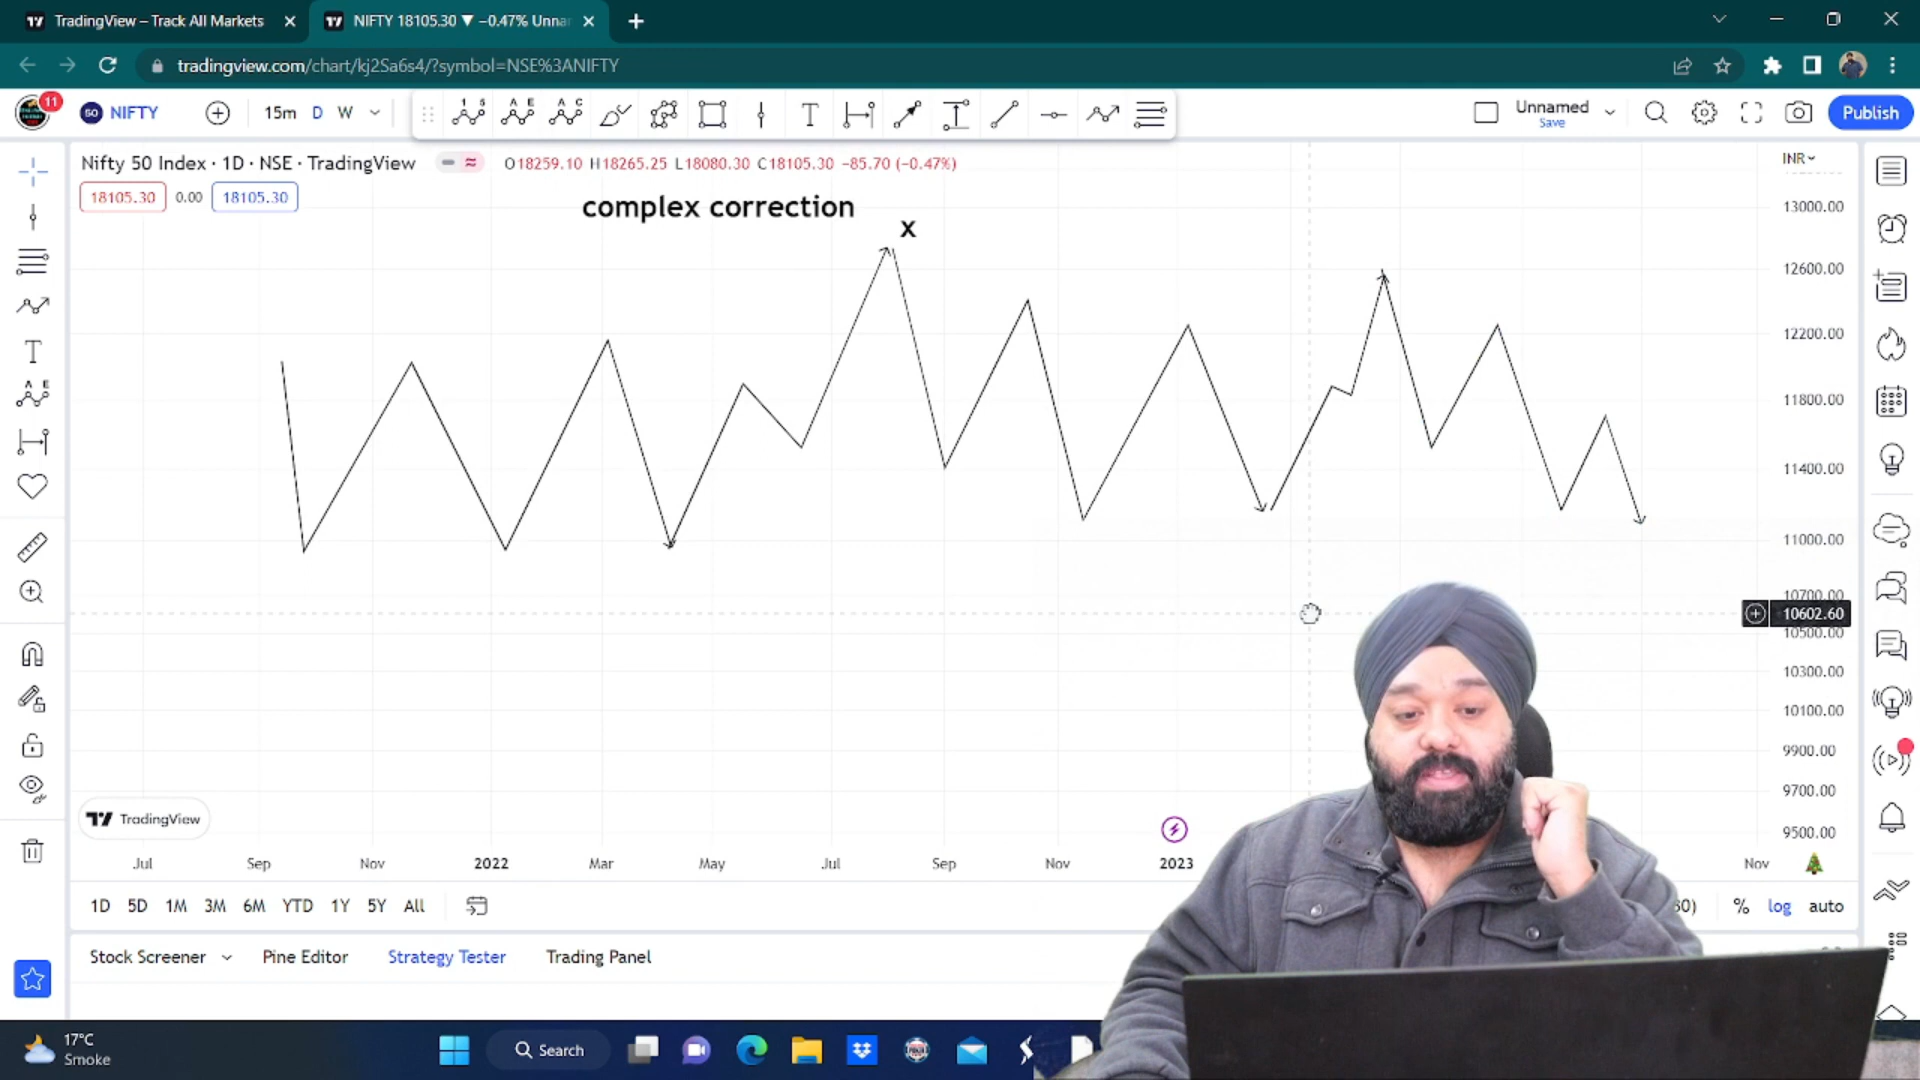 TradingView – Track All Markets
NIFTY 18105.30 ▼ −0.47% Unna
tradingview.com/chart/kj2Sa6s4/?symbol=NSE%3ANIFTY
11
50 NIFTY
15m D W
Unnamed
Save
Publish
Nifty 50 Index · 1D · NSE · TradingView
O18259.10 H18265.25 L18080.30 C18105.30 −85.70 (−0.47%)
INR
18105.30 0.00 18105.30
complex correction
x
13000.00
12600.00
12200.00
11800.00
11400.00
11000.00
10700.00
10602.60
10500.00
10300.00
10100.00
9900.00
9700.00
9500.00
TradingView
Jul Sep Nov 2022 Mar May Jul Sep Nov 2023 Nov
1D 5D 1M 3M 6M YTD 1Y 5Y All
% log auto
Stock Screener Pine Editor Strategy Tester Trading Panel
17°C
Smoke
Search